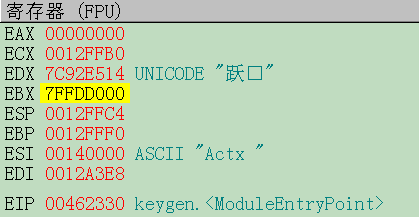 寄存器 (FPU)
EAX 00000000
ECX 0012FFB0
EDX 7C92E514 UNICODE "跃□"
EBX 7FFDD000
ESP 0012FFC4
EBP 0012FFF0
ESI 00140000 ASCII "Actx "
EDI 0012A3E8
EIP 00462330 keygen.<ModuleEntryPoint>